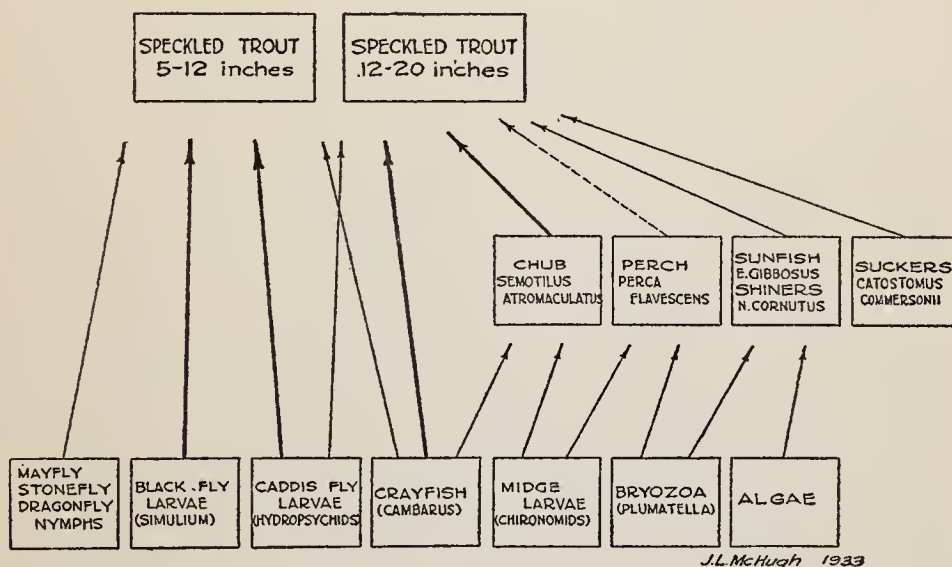 SPECKLED TROUT
5-12 inches
SPECKLED TROUT
12-20 inches
CHUB
SEMOTILUS
ATROMACULATUS
PERCH
PERCA
FLAVESCENS
SUNFISH
E. GIBBOSUS
SHINERS
N. CORNUTUS
SUCKERS
CATOSTOMUS
COMMERSONII
MAYFLY
STONEFLY
DRAGONFLY
NYMPHS
BLACK FLY
LARVAE
(SIMULIUM)
CADDIS FLY
LARVAE
(HYDROPSYCHIDS)
CRAYFISH
(CAMBARUS)
MIDGE
LARVAE
(CHIRONOMIDS)
BRYOZOA
(PLUMATELLA)
ALGAE
J.L. McHugh 1933